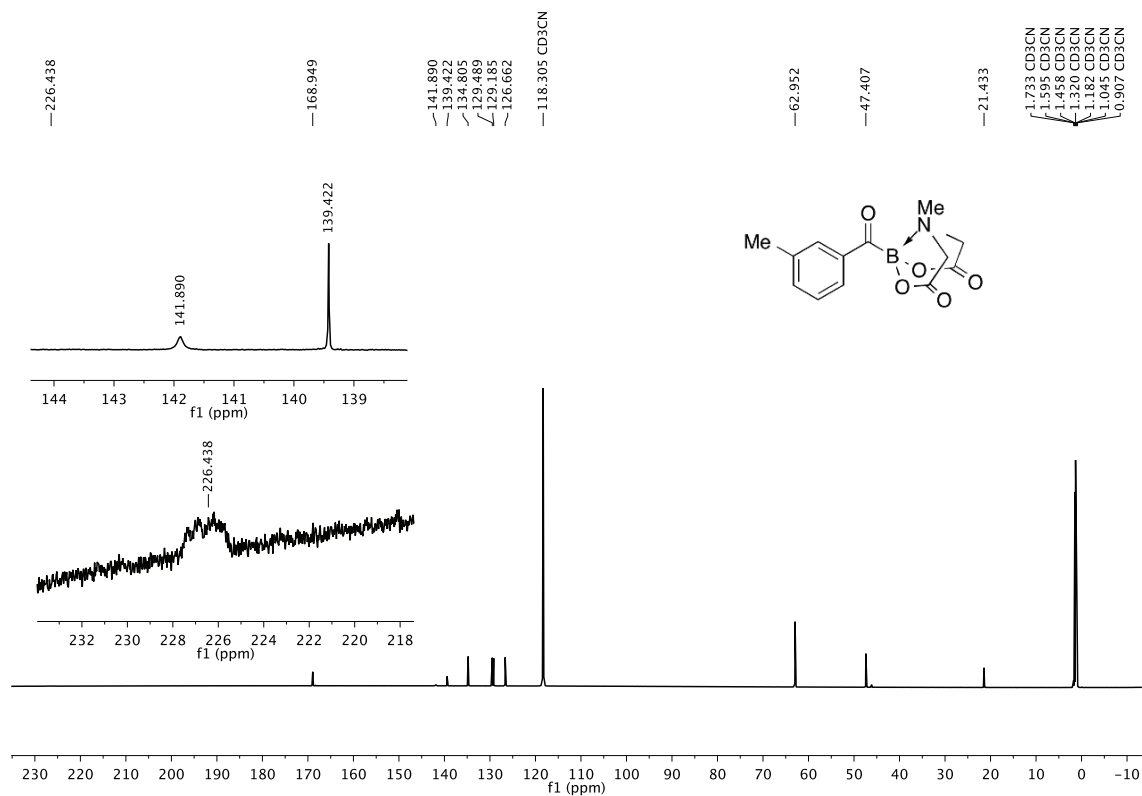 226.438
168.949
141.890
139.422
134.805
129.489
129.185
126.662
118.305 CD3CN
62.952
47.407
21.433
1.733 CD3CN
1.595 CD3CN
1.458 CD3CN
1.320 CD3CN
1.182 CD3CN
1.045 CD3CN
0.907 CD3CN
141.890
139.422
144 143 142 141 140 139
f1 (ppm)
O
Me
N
Me
B
O
O
O
O
226.438
232 230 228 226 224 222 220 218
f1 (ppm)
230 220 210 200 190 180 170 160 150 140 130 120 110 100 90 80 70 60 50 40 30 20 10 0 -10
f1 (ppm)